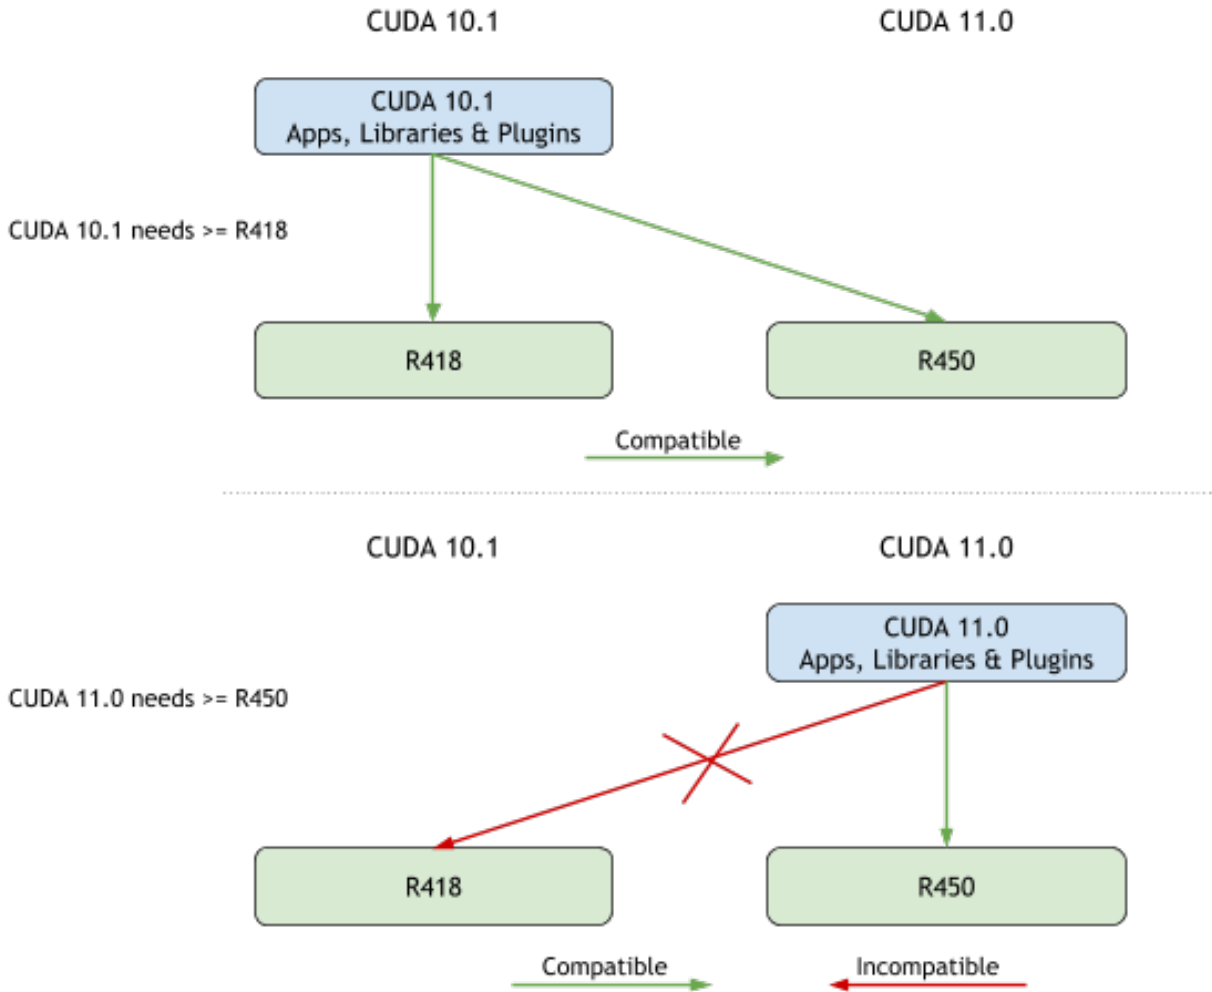 CUDA 10.1
CUDA 11.0
CUDA 10.1
Apps, Libraries & Plugins
CUDA 10.1 needs >= R418
R418
R450
Compatible
CUDA 10.1
CUDA 11.0
CUDA 11.0
Apps, Libraries & Plugins
CUDA 11.0 needs >= R450
R418
R450
Compatible
Incompatible